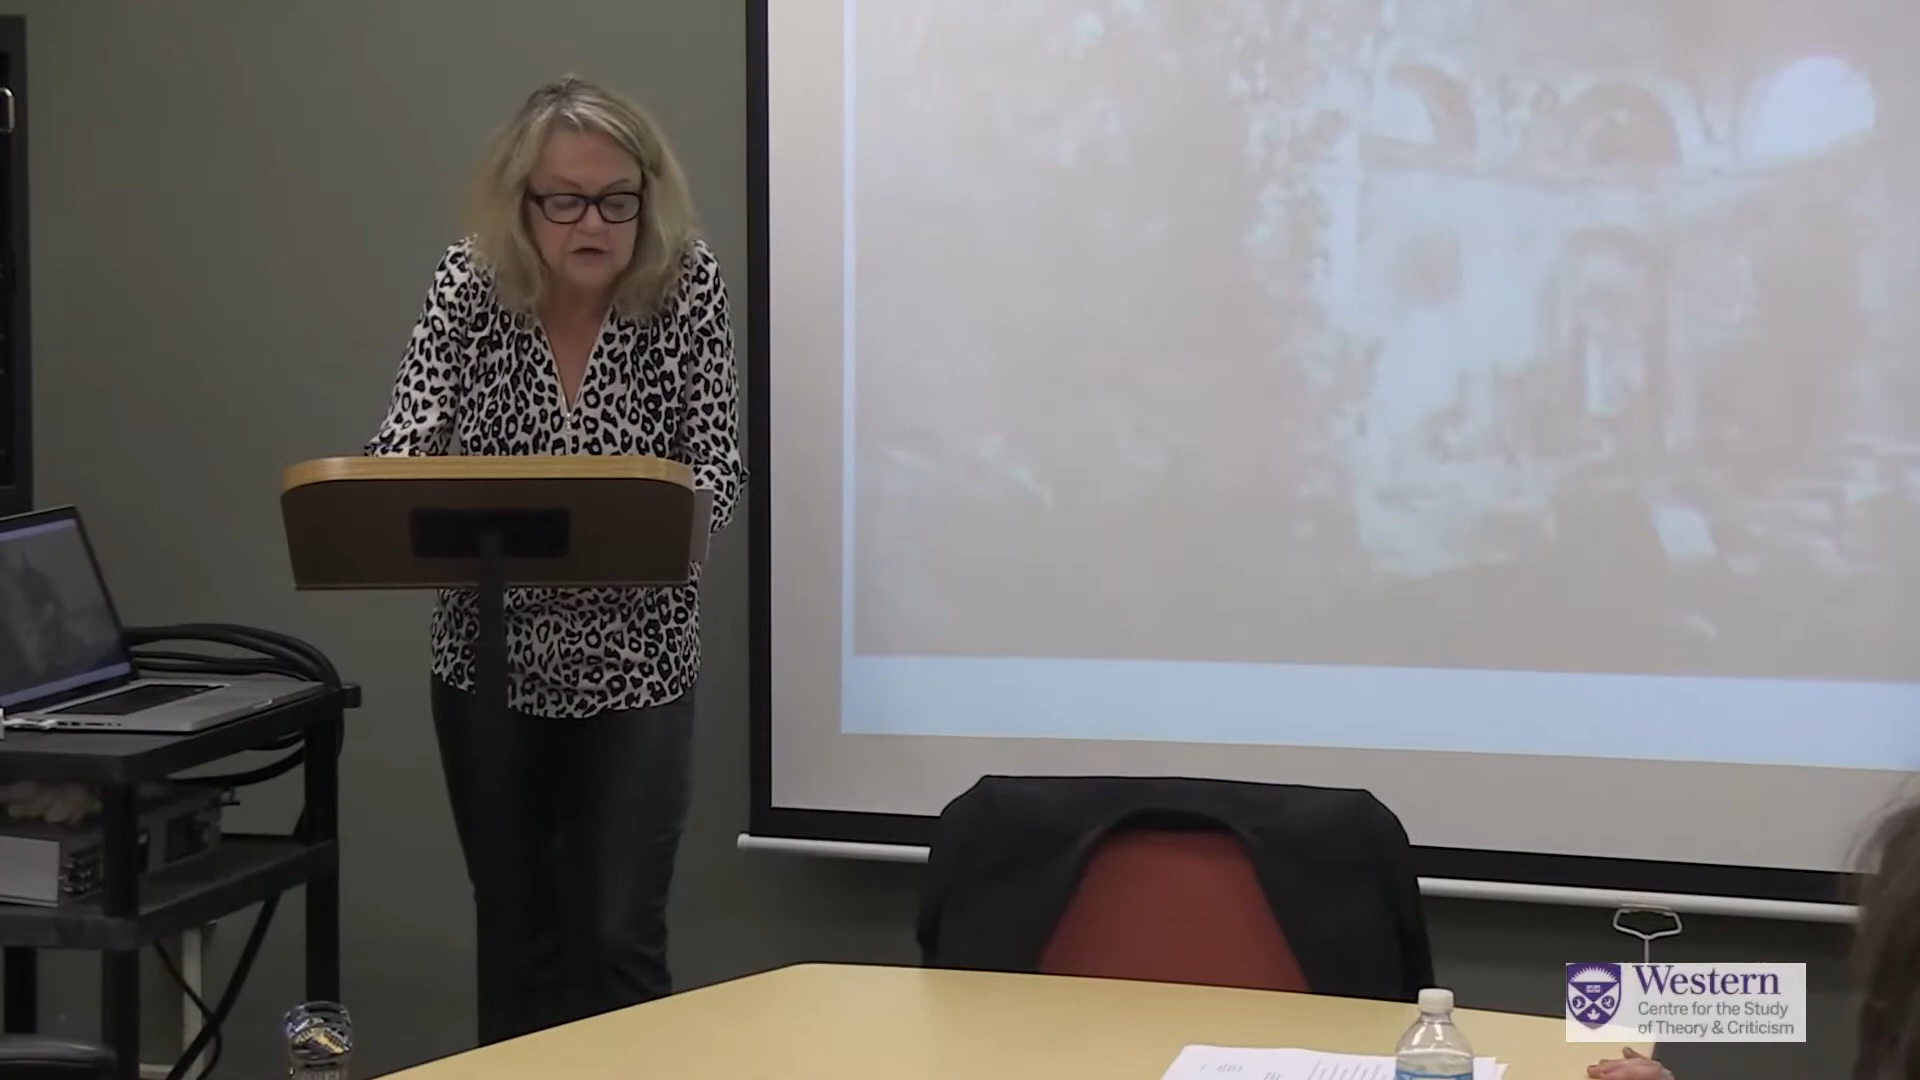 Western
Centre for the Study
of Theory & Criticism